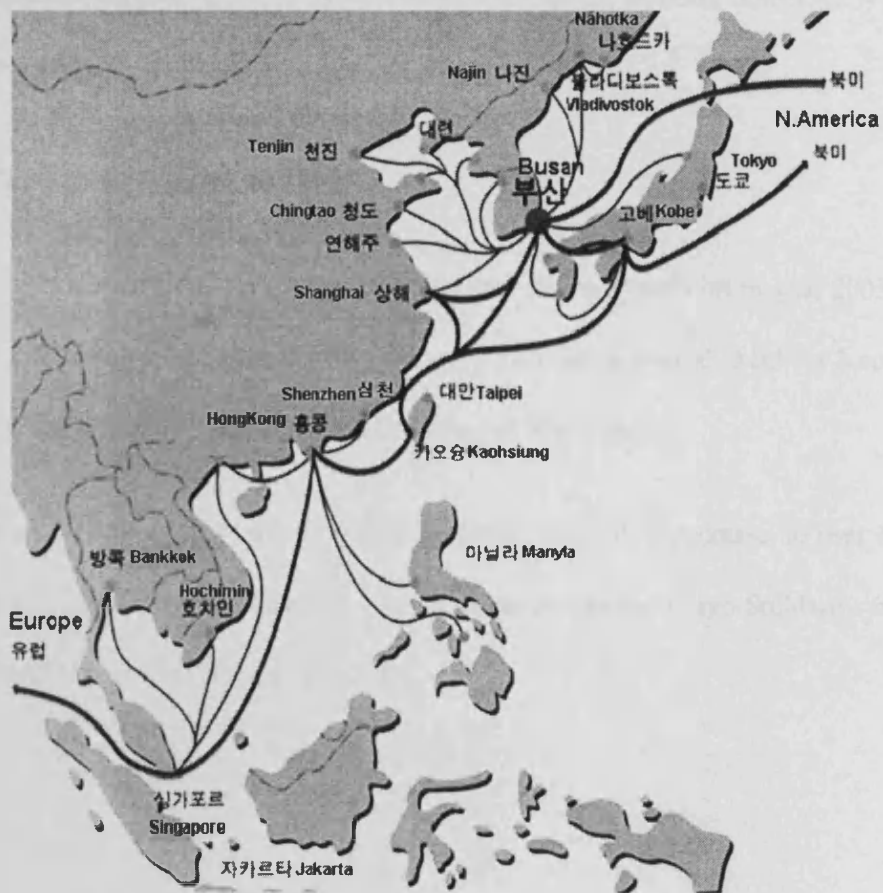 Nahotka
나호드카
Najin 나진
블라디보스톡
Vladivostok
북미
N.America
북미
대련
Tenjin 천진
Busan
부산
Tokyo
도쿄
Chingtao 청도
고베 Kobe
연해주
Shanghai 상해
Shenzhen 심천
대만 Taipei
HongKong 홍콩
카오슝 Kaohsiung
마닐라 Manyla
방콕 Bankkok
Hochimin
호치민
Europe
유럽
싱가포르
Singapore
자카르타 Jakarta